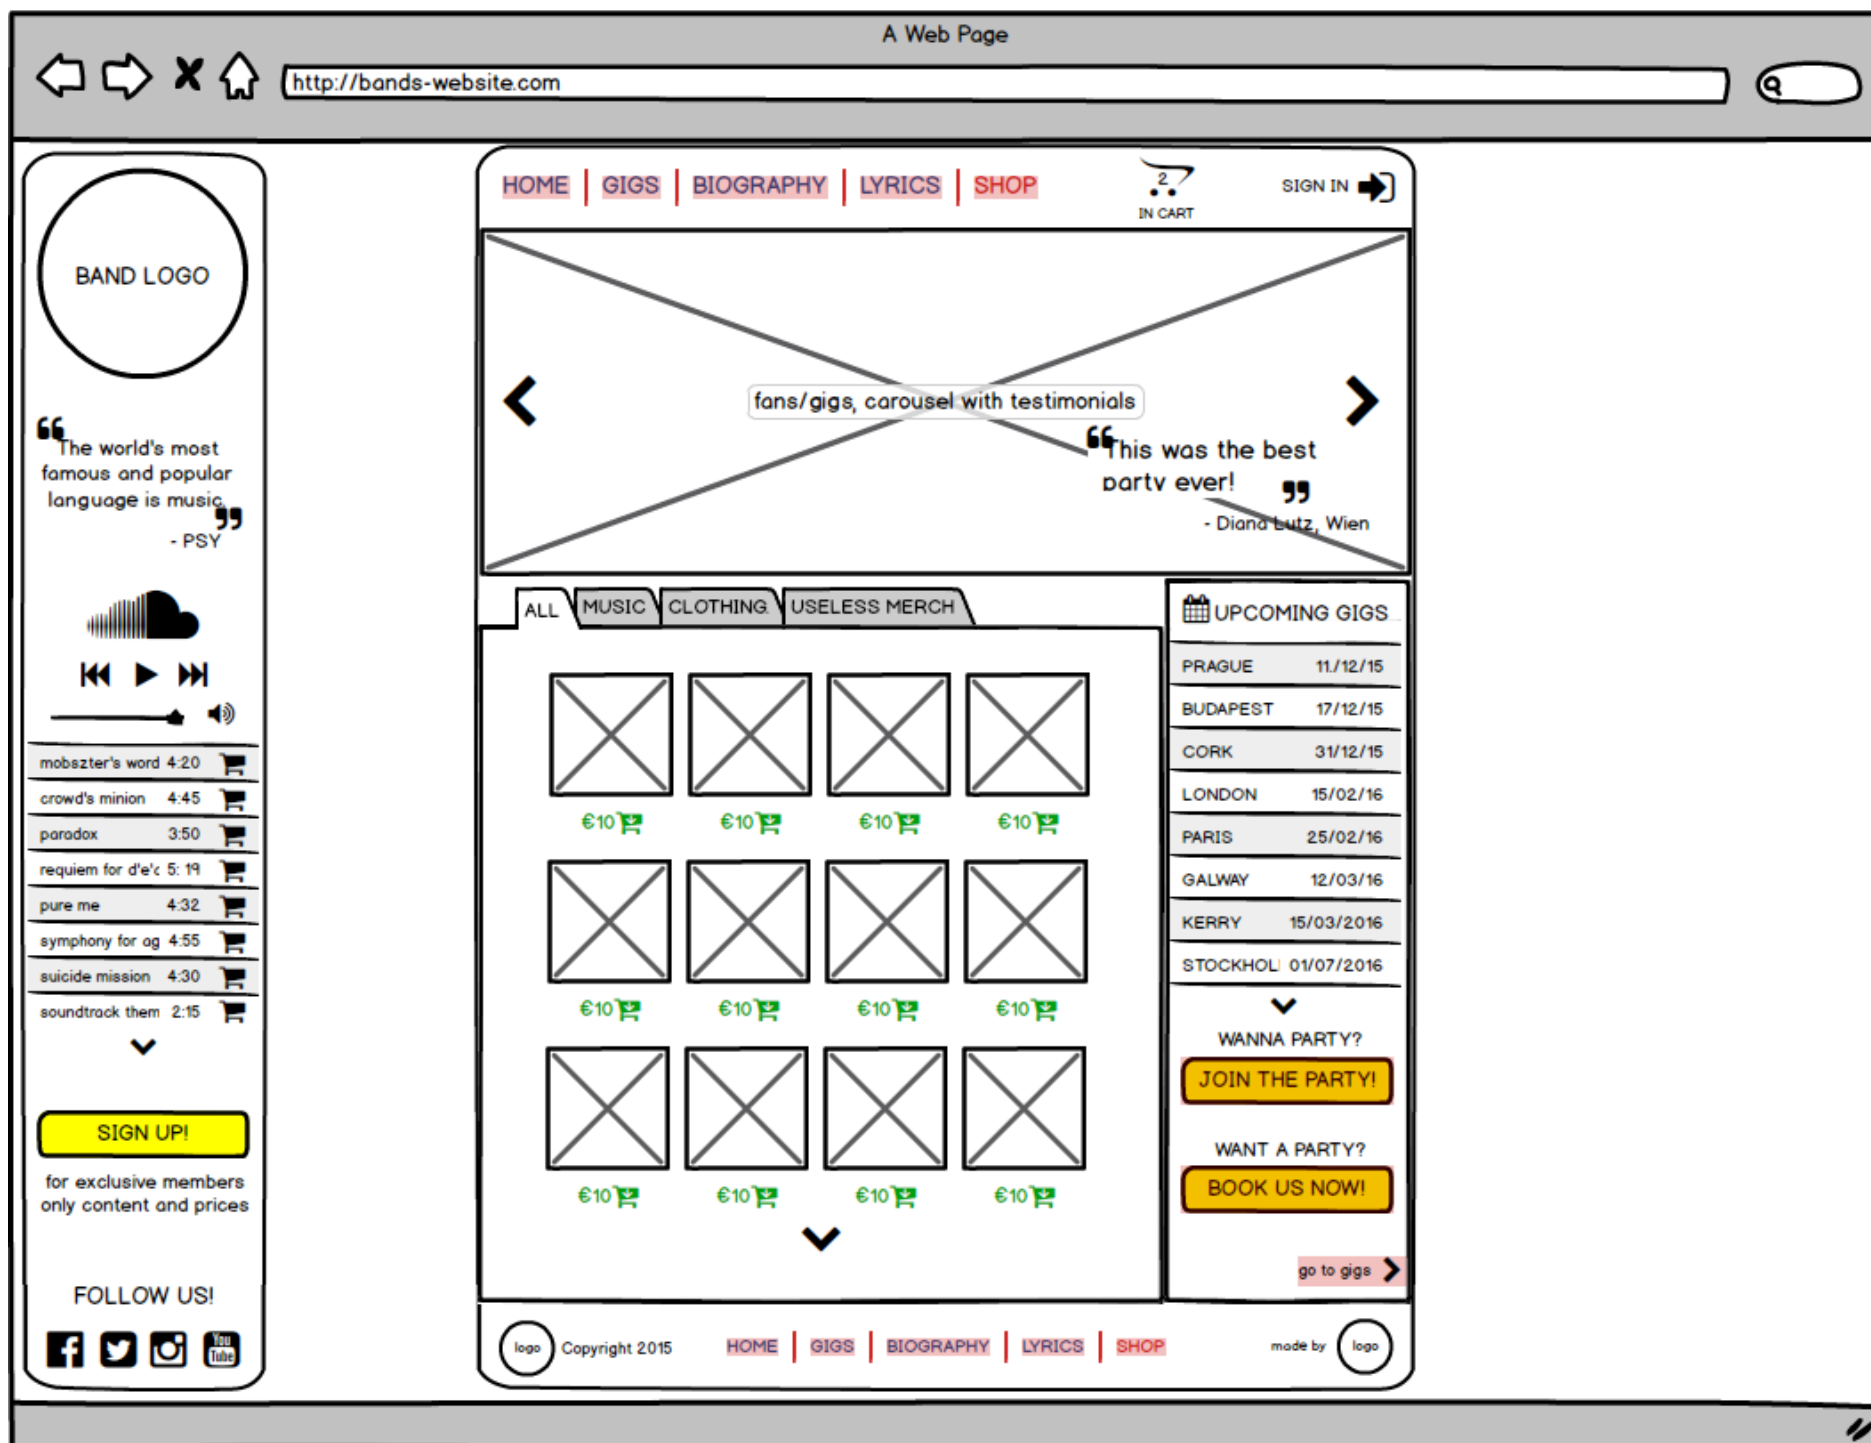 A Web Page
http://bands-website.com
BAND LOGO
“The world's most
famous and popular
language is music.”
- PSY
mobszter's word 4:20
crowd's minion 4:45
paradox 3:50
requiem for d'e'c 5: 19
pure me 4:32
symphony for ag 4:55
suicide mission 4:30
soundtrack them 2:15
SIGN UP!
for exclusive members
only content and prices
FOLLOW US!
You
Tube
HOME GIGS BIOGRAPHY LYRICS SHOP
2
IN CART
SIGN IN
fans/gigs, carousel with testimonials
“This was the best
party ever!”
- Diana Lutz, Wien
ALL MUSIC CLOTHING USELESS MERCH
€10 €10 €10 €10
€10 €10 €10 €10
€10 €10 €10 €10
UPCOMING GIGS
PRAGUE 11./12/15
BUDAPEST 17/12/15
CORK 31/12/15
LONDON 15/02/16
PARIS 25/02/16
GALWAY 12/03/16
KERRY 15/03/2016
STOCKHOL 01/07/2016
WANNA PARTY?
JOIN THE PARTY!
WANT A PARTY?
BOOK US NOW!
go to gigs
logo Copyright 2015 HOME GIGS BIOGRAPHY LYRICS SHOP made by logo